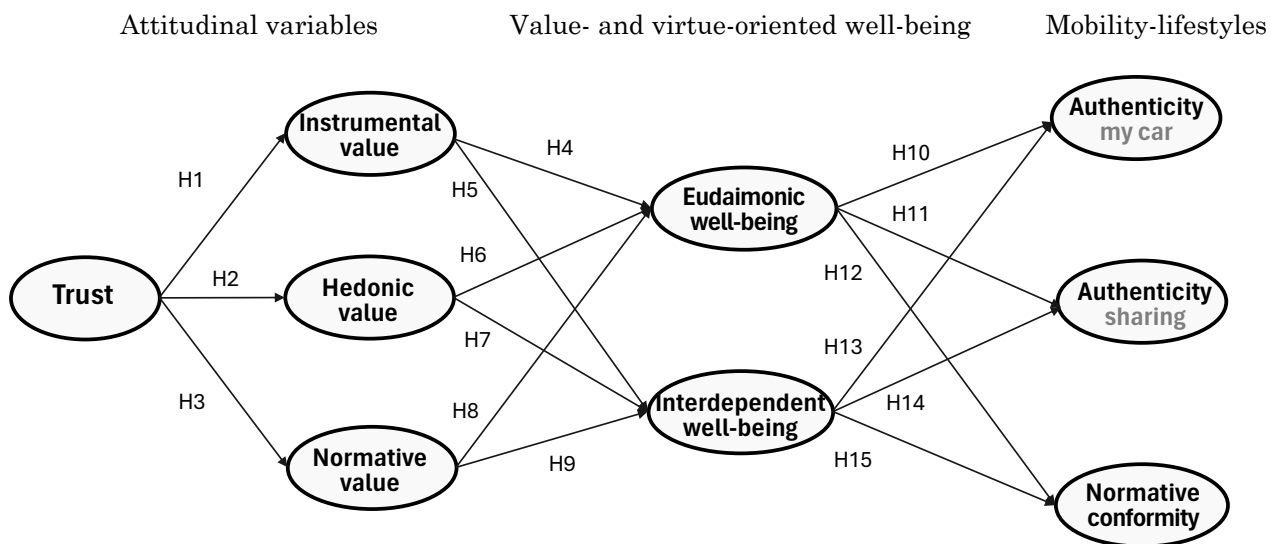 Attitudinal variables
Value- and virtue-oriented well-being
Mobility-lifestyles
Instrumental
value
Authenticity
my car
H1
H4
H10
H5
Eudaimonic
well-being
H11
Trust
H2
Hedonic
value
H6
H12
Authenticity
sharing
H7
H13
H3
H8
Interdependent
well-being
H14
Normative
value
H9
H15
Normative
conformity